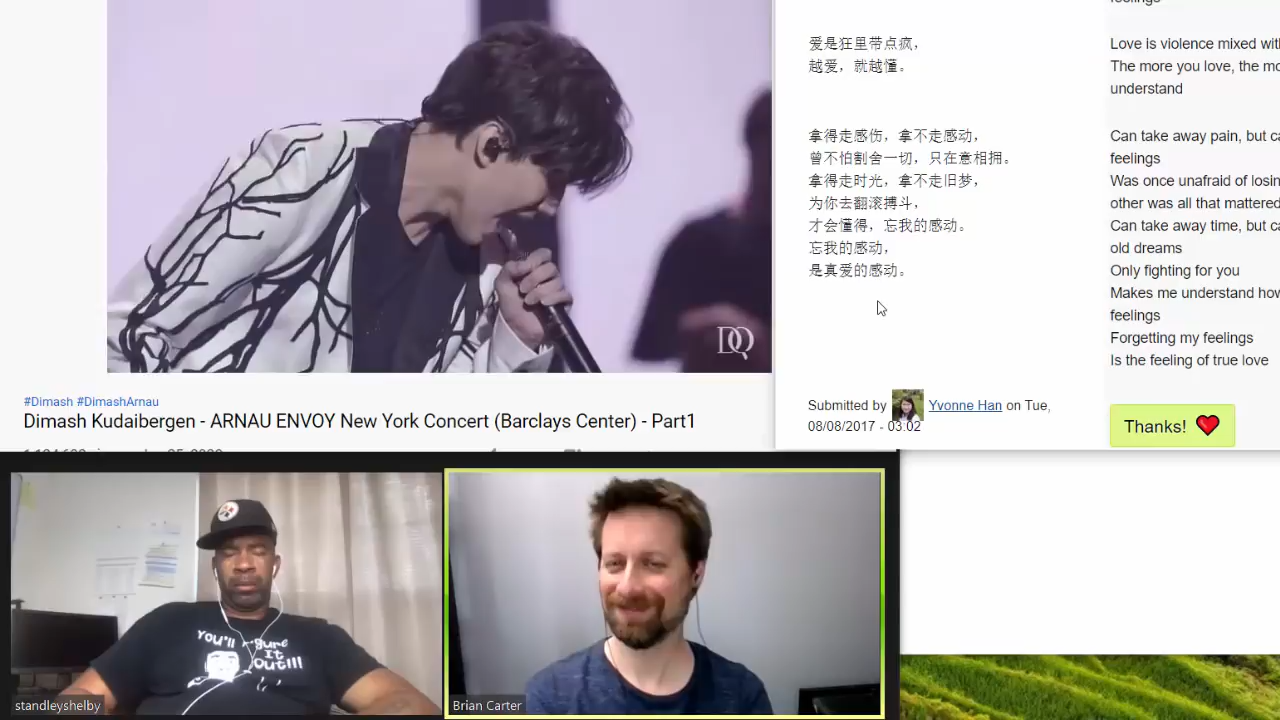 feelings
爱是狂里带点疯，
越爱，就越懂。
拿得走感伤，拿不走感动，
曾不怕割舍一切，只在意相拥。
拿得走时光，拿不走旧梦，
为你去翻滚搏斗，
才会懂得，忘我的感动。
忘我的感动，
是真爱的感动。
Submitted by Yvonne Han on Tue,
08/08/2017 - 03:02
Love is violence mixed wit
The more you love, the mo
understand
Can take away pain, but ca
feelings
Was once unafraid of losin
other was all that mattered
Can take away time, but ca
old dreams
Only fighting for you
Makes me understand how
feelings
Forgetting my feelings
Is the feeling of true love
Thanks!
DQ
#Dimash #DimashArnau
Dimash Kudaibergen - ARNAU ENVOY New York Concert (Barclays Center) - Part1
You'll
It
Out!!!
standleyshelby
Brian Carter